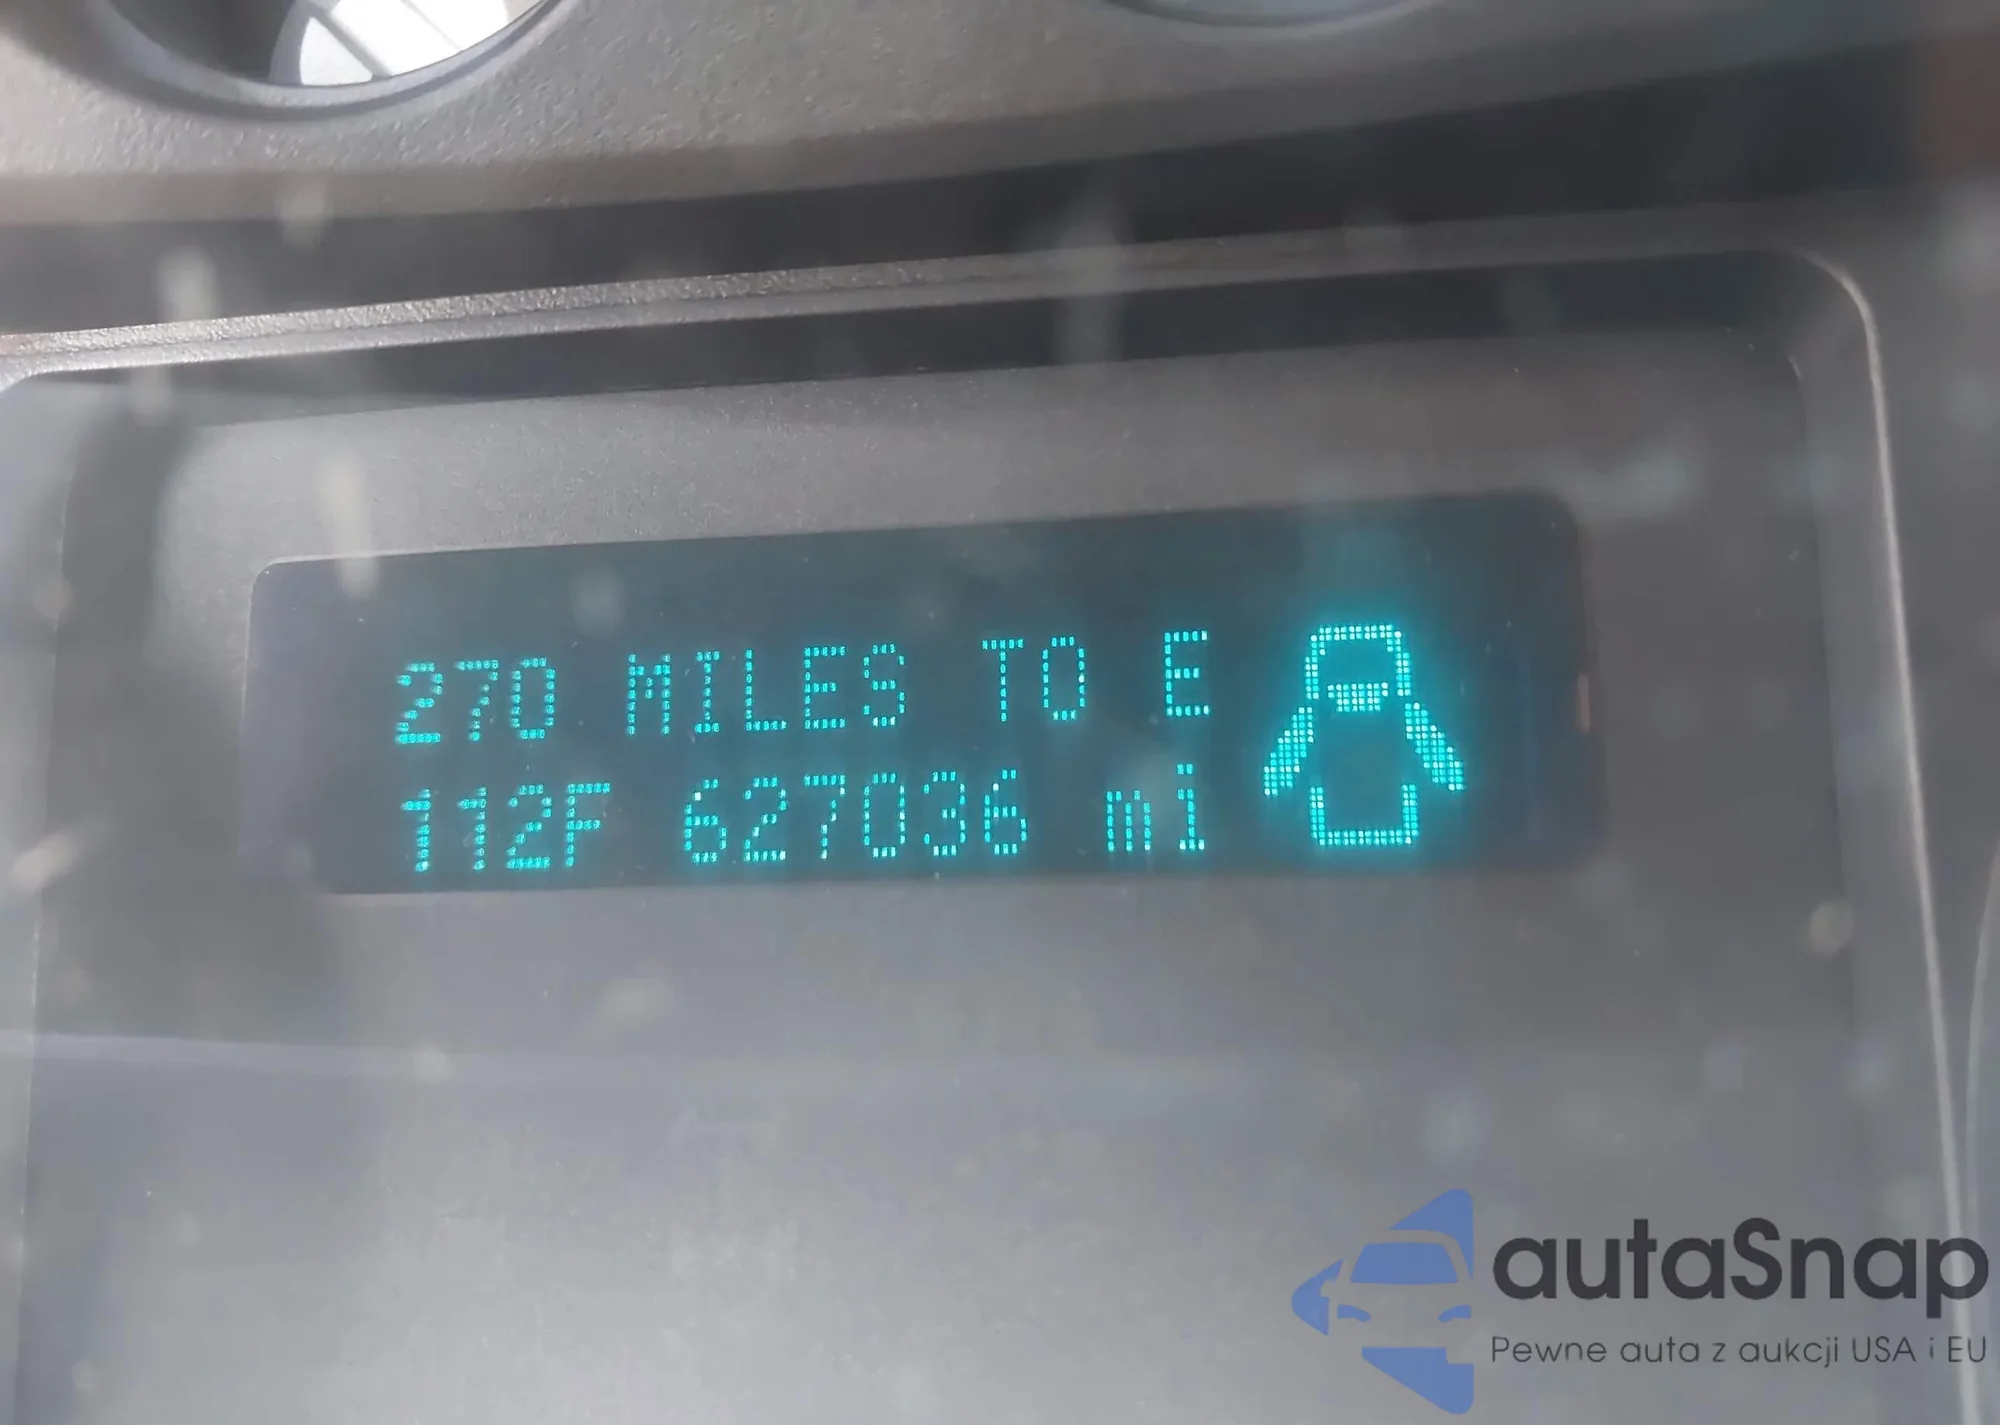 270 MILES TO E
112F 627036 mi
autaSnap
Pewne auta z aukcji USA i EU